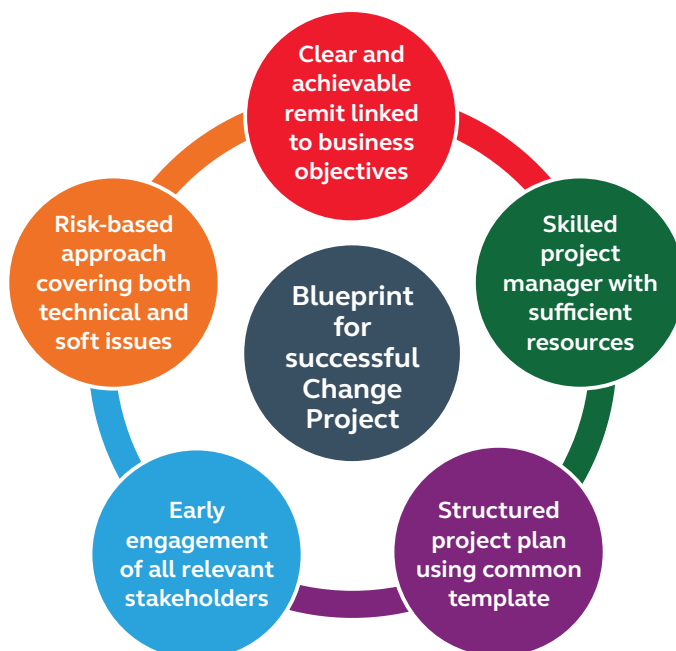 Clear and
achievable
remit linked
to business
objectives
Skilled
project
manager with
sufficient
resources
Structured
project plan
using common
template
Early
engagement
of all relevant
stakeholders
Risk-based
approach
covering both
technical and
soft issues
Blueprint
for
successful
Change
Project